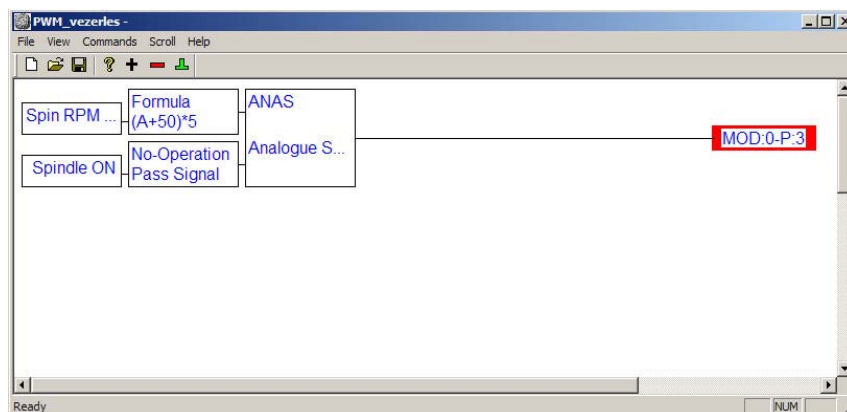 PWM_vezerles -
File View Commands Scroll Help
Spin RPM ...
Formula
(A+50)*5
ANAS
Analogue S...
MOD:0-P:3
Spindle ON
No-Operation
Pass Signal
Ready
NUM